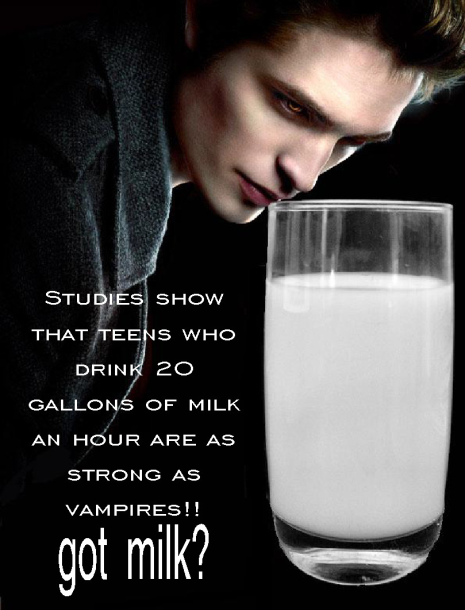 Studies show
that teens who
drink 20
gallons of milk
an hour are as
strong as
vampires!!
got milk?